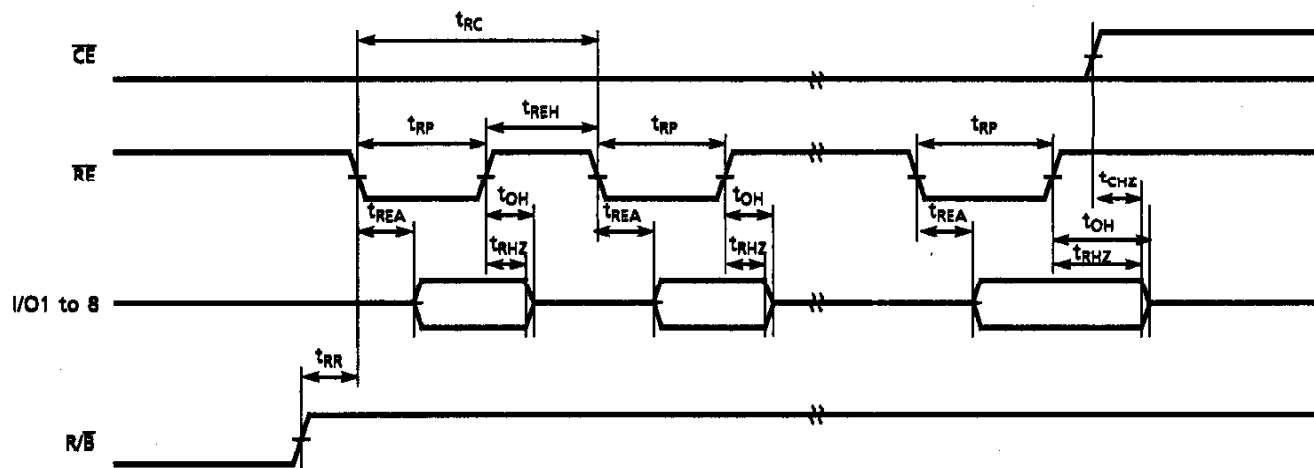 tRC
CE
tRP
tREH
tRP
tRP
RE
tCHZ
tREA
tOH
tREA
tOH
tREA
tOH
tRHZ
tRHZ
tRHZ
I/O1 to 8
tRR
R/B